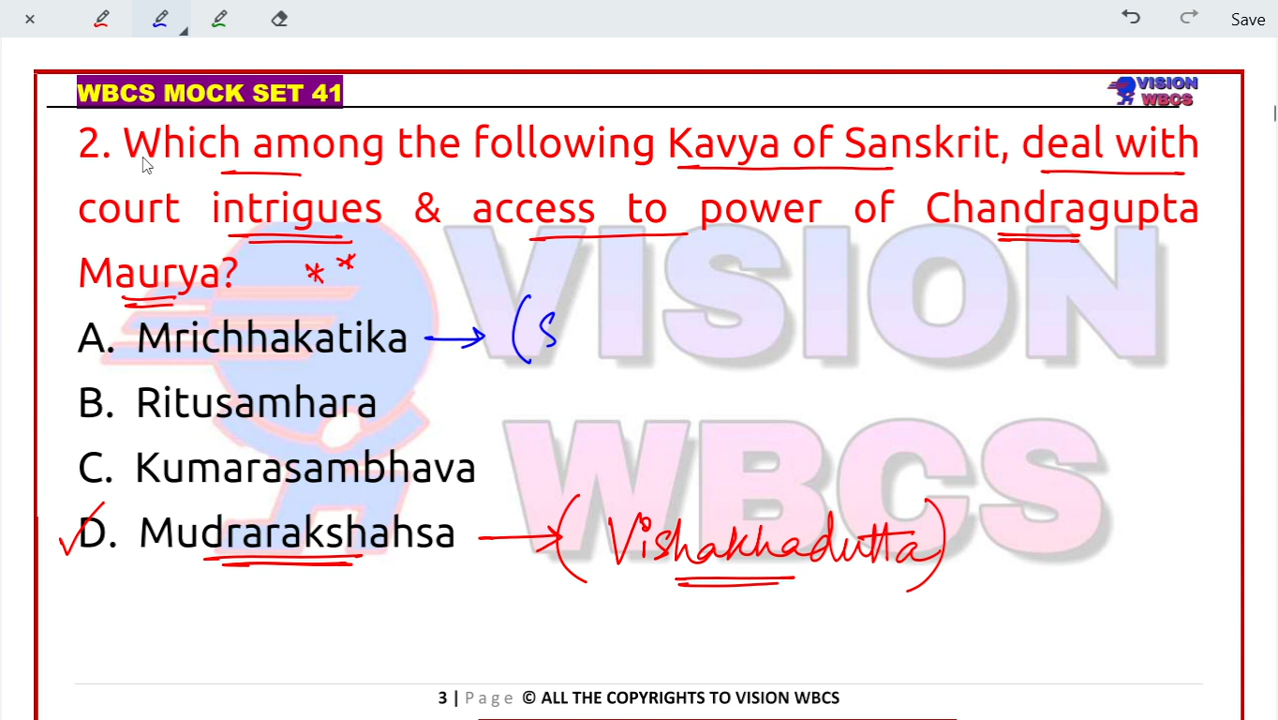 Save
WBCS MOCK SET 41
VISION
WBCS
2. Which among the following Kavya of Sanskrit, deal with
court intrigues & access to power of Chandragupta
Maurya? **
A. Mrichhakatika → (S
B. Ritusamhara
C. Kumarasambhava
D. Mudrarakshahsa → (Vishakhadutta)
VISION
WBCS
3 | Page © ALL THE COPYRIGHTS TO VISION WBCS